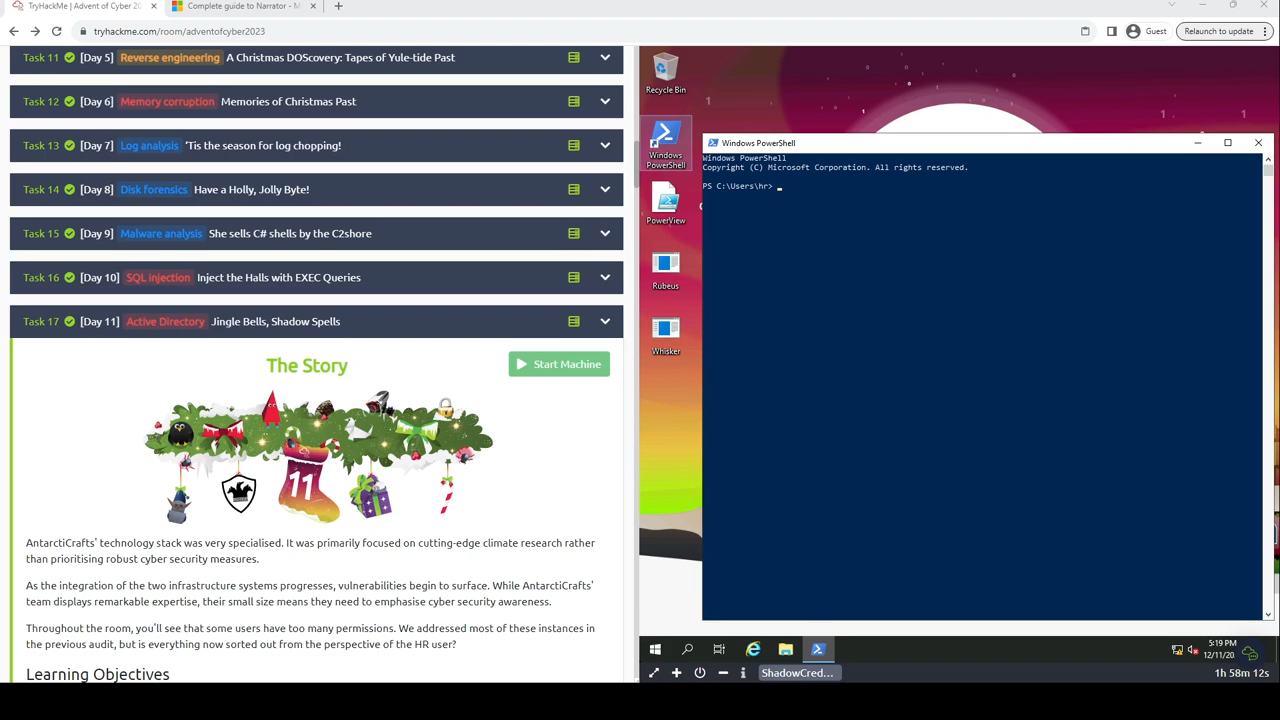 TryHackMe | Advent of Cyber 20
Complete guide to Narrator - M
tryhackme.com/room/adventofcyber2023
Guest
Relaunch to update
Task 11 [Day 5] Reverse engineering A Christmas DOScovery: Tapes of Yule-tide Past
Task 12 [Day 6] Memory corruption Memories of Christmas Past
Task 13 [Day 7] Log analysis 'Tis the season for log chopping!
Task 14 [Day 8] Disk forensics Have a Holly, Jolly Byte!
Task 15 [Day 9] Malware analysis She sells C# shells by the C2shore
Task 16 [Day 10] SQL injection Inject the Halls with EXEC Queries
Task 17 [Day 11] Active Directory Jingle Bells, Shadow Spells
The Story
Start Machine
11
AntarctiCrafts' technology stack was very specialised. It was primarily focused on cutting-edge climate research rather
than prioritising robust cyber security measures.
As the integration of the two infrastructure systems progresses, vulnerabilities begin to surface. While AntarctiCrafts'
team displays remarkable expertise, their small size means they need to emphasise cyber security awareness.
Throughout the room, you'll see that some users have too many permissions. We addressed most of these instances in
the previous audit, but is everything now sorted out from the perspective of the HR user?
Learning Objectives
Recycle Bin
Windows
PowerShell
PowerView
Rubeus
Whisker
Windows PowerShell
Windows PowerShell
Copyright (C) Microsoft Corporation. All rights reserved.
PS C:\Users\hr>
5:19 PM
12/11/20
ShadowCred...
1h 58m 12s